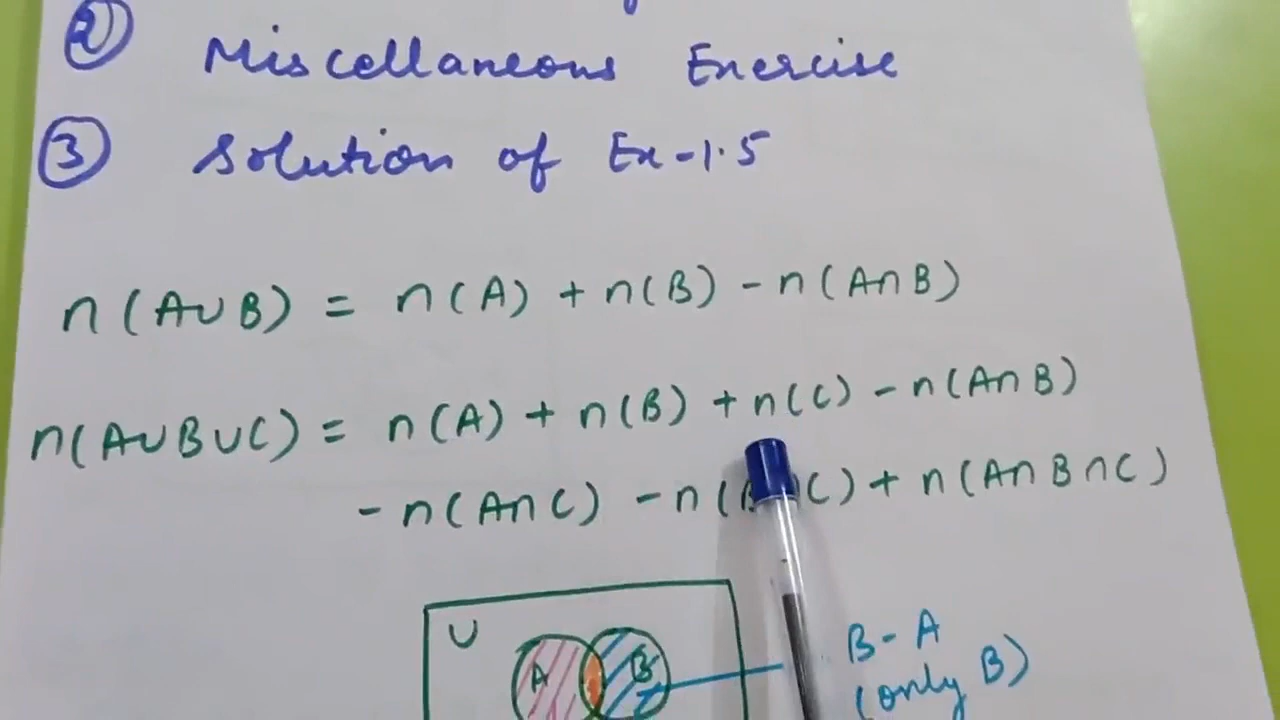 ② Miscellaneous Exercise
③ Solution of Ex-1.5
n(A∪B) = n(A) + n(B) - n(A∩B)
n(A∪B∪C) = n(A) + n(B) + n(C) - n(A∩B)
- n(A∩C) - n(B∩C) + n(A∩B∩C)
U
A B
B-A
(only B)